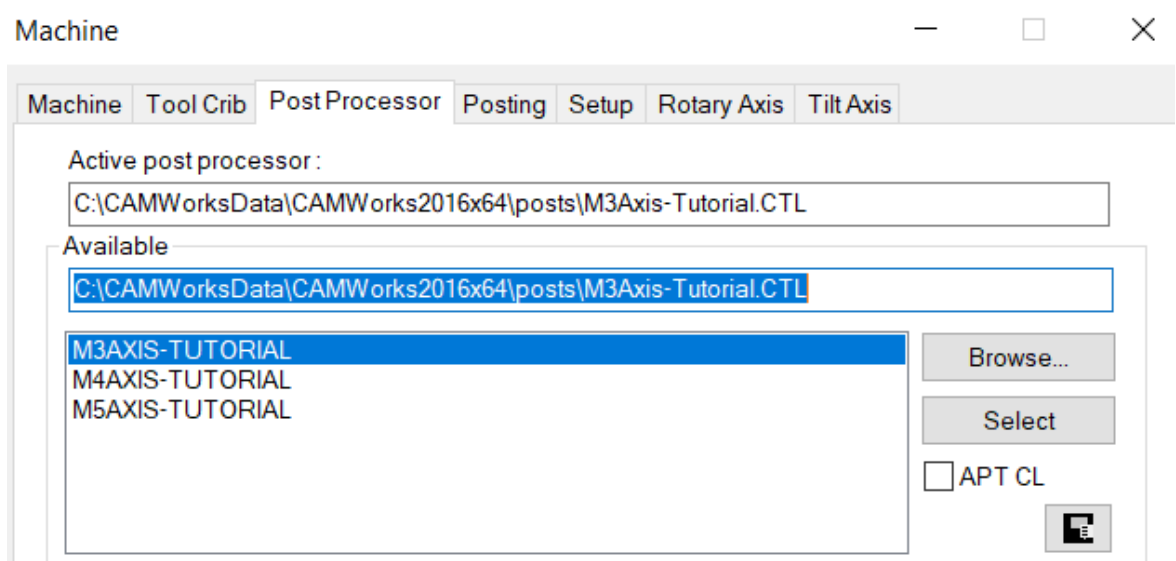 Machine
Machine Tool Crib Post Processor Posting Setup Rotary Axis Tilt Axis
Active post processor :
C:\CAMWorksData\CAMWorks2016x64\posts\M3Axis-Tutorial.CTL
Available
C:\CAMWorksData\CAMWorks2016x64\posts\M3Axis-Tutorial.CTL
M3AXIS-TUTORIAL
M4AXIS-TUTORIAL
M5AXIS-TUTORIAL
Browse...
Select
APT CL